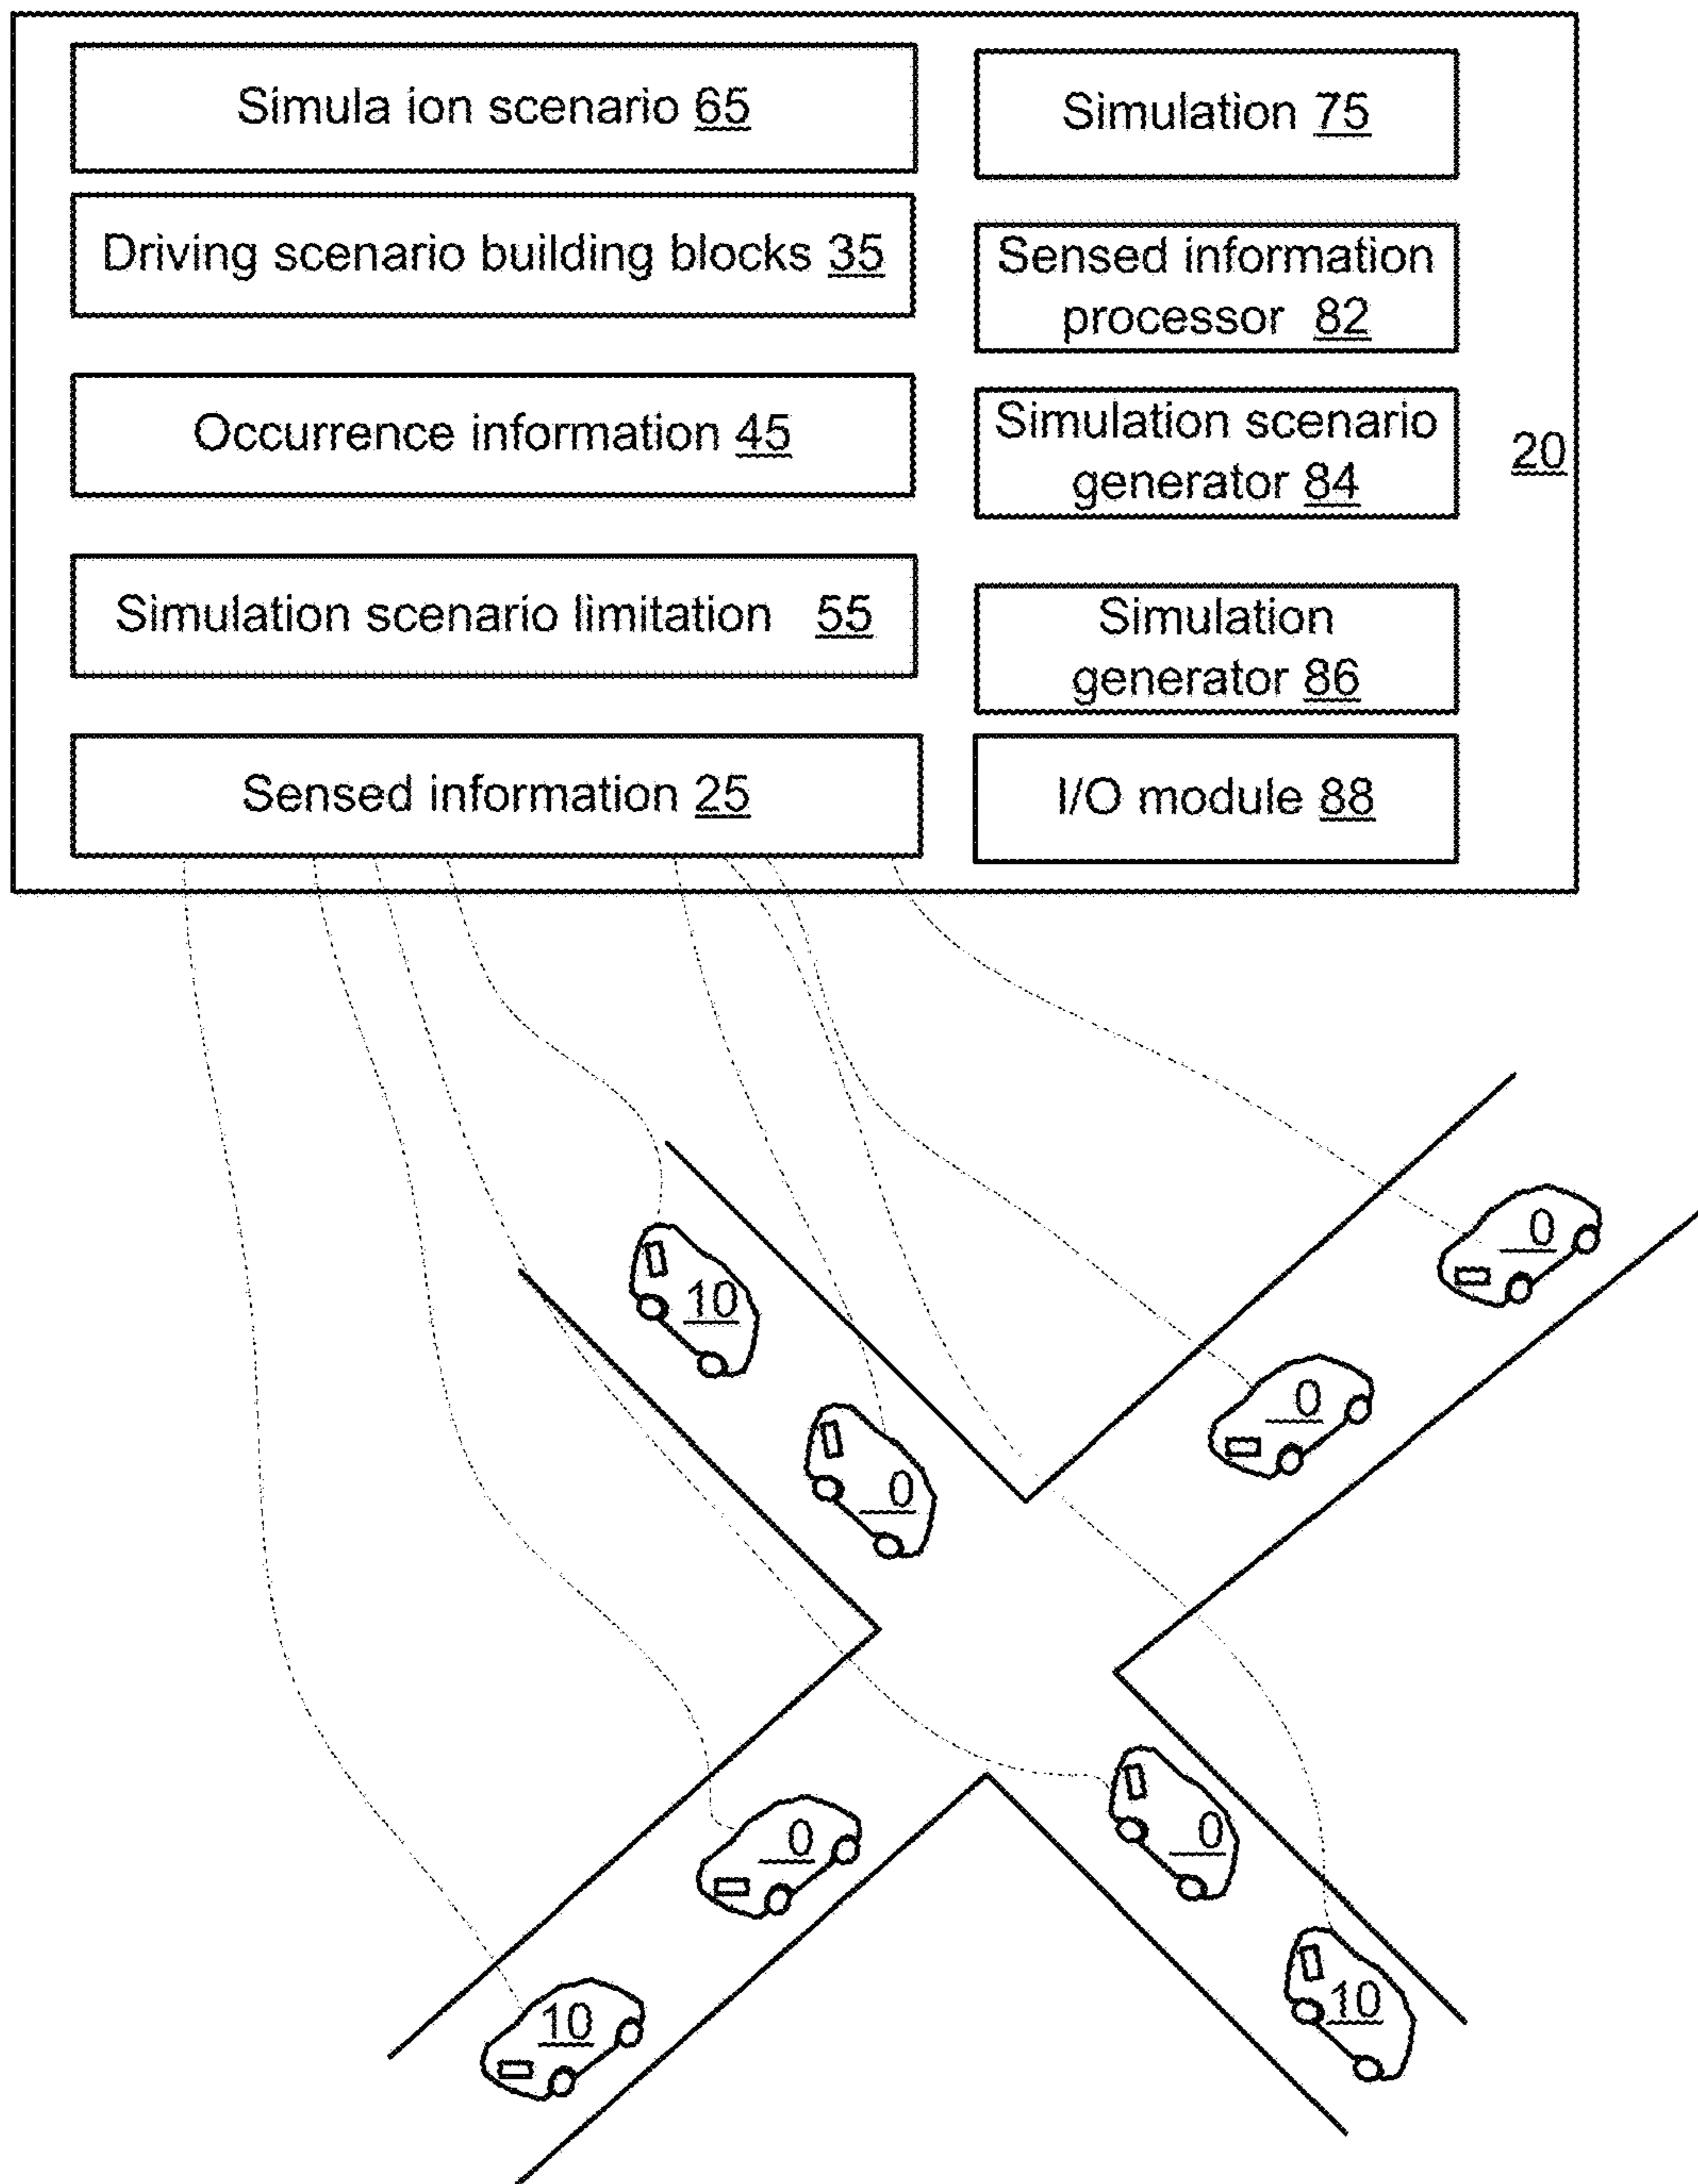 Simula ion scenario 65
Driving scenario building blocks 35
Occurrence information 45
Simulation scenario limitation 55
Sensed information 25
Simulation 75
Sensed information
processor 82
Simulation scenario
generator 84
Simulation
generator 86
I/O module 88
20
0
10
0
0
0
0
10
10